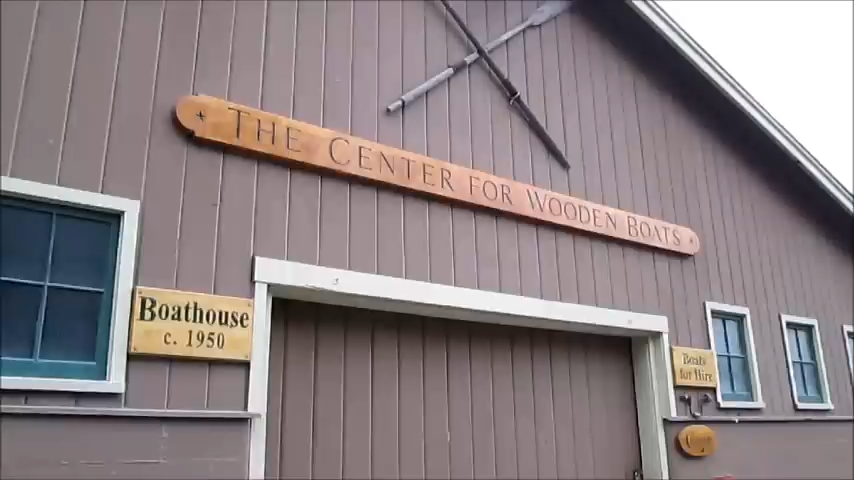 THE CENTER FOR WOODEN BOATS
Boathouse
c. 1950
Boats
for Hire